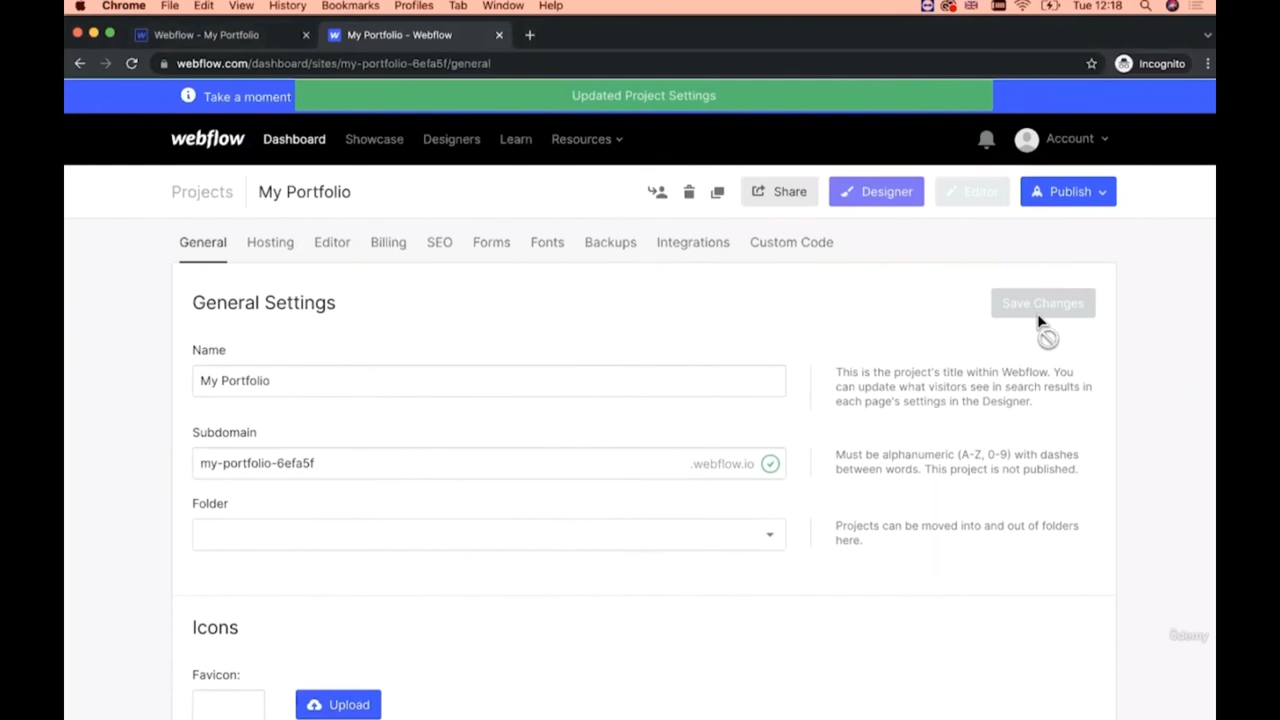 Chrome File Edit View History Bookmarks Profiles Tab Window Help Tue 12:18
Webflow - My Portfolio My Portfolio - Webflow
webflow.com/dashboard/sites/my-portfolio-6efa5f/general Incognito
Take a moment Updated Project Settings
webflow Dashboard Showcase Designers Learn Resources Account
Projects My Portfolio Share Designer Editor Publish
General Hosting Editor Billing SEO Forms Fonts Backups Integrations Custom Code
General Settings Save Changes
Name
My Portfolio
This is the project's title within Webflow. You
can update what visitors see in search results in
each page's settings in the Designer.
Subdomain
my-portfolio-6efa5f .webflow.io
Must be alphanumeric (A-Z, 0-9) with dashes
between words. This project is not published.
Folder
Projects can be moved into and out of folders
here.
Icons
Favicon:
Upload
ûdemy